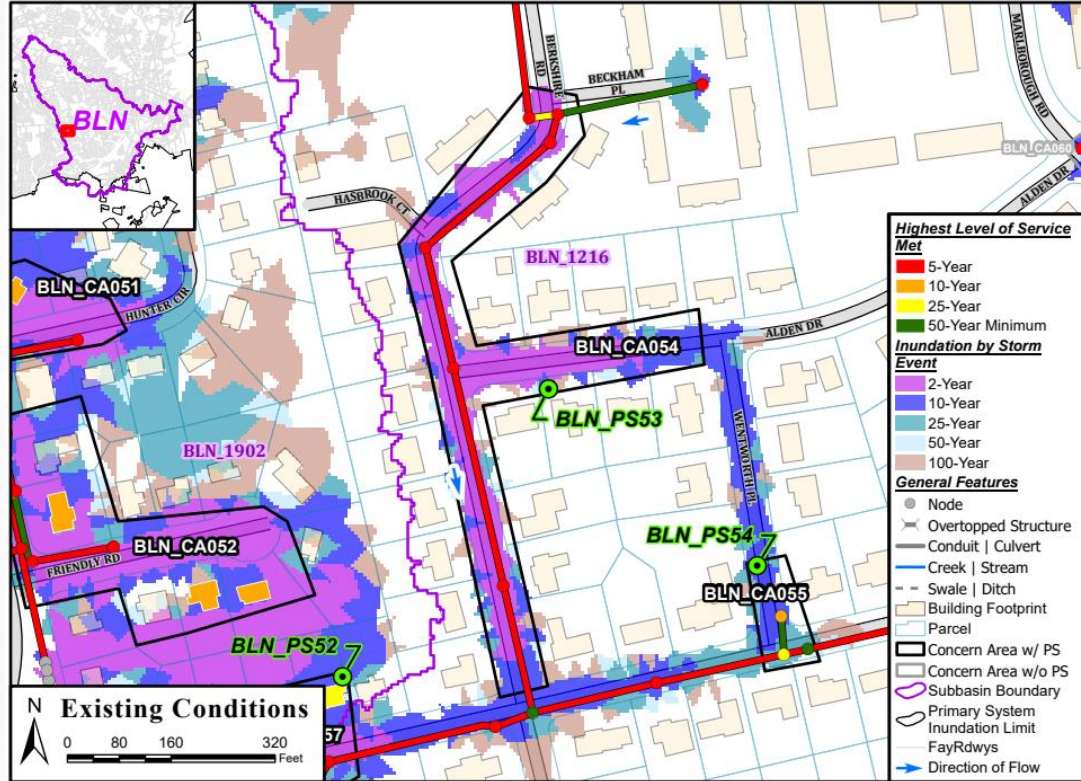 BLN
BERKSHIRE
RD
BECKHAM
PL
MARLBOROUGH RD
BLN_CA060
ALDEN DR
HASBROOK CT
BLN_1216
BLN_CA051
HUNTER CIR
BLN_CA054
ALDEN DR
BLN_PS53
WENTWORTH PL
BLN_1902
BLN_CA052
FRIENDLY RD
BLN_PS54
BLN_CA055
BLN_PS52
57
N
Existing Conditions
0 80 160 320
Feet
Highest Level of Service
Met
5-Year
10-Year
25-Year
50-Year Minimum
Inundation by Storm
Event
2-Year
10-Year
25-Year
50-Year
100-Year
General Features
Node
Overtopped Structure
Conduit | Culvert
Creek | Stream
Swale | Ditch
Building Footprint
Parcel
Concern Area w/ PS
Concern Area w/o PS
Subbasin Boundary
Primary System
Inundation Limit
FayRdwys
Direction of Flow